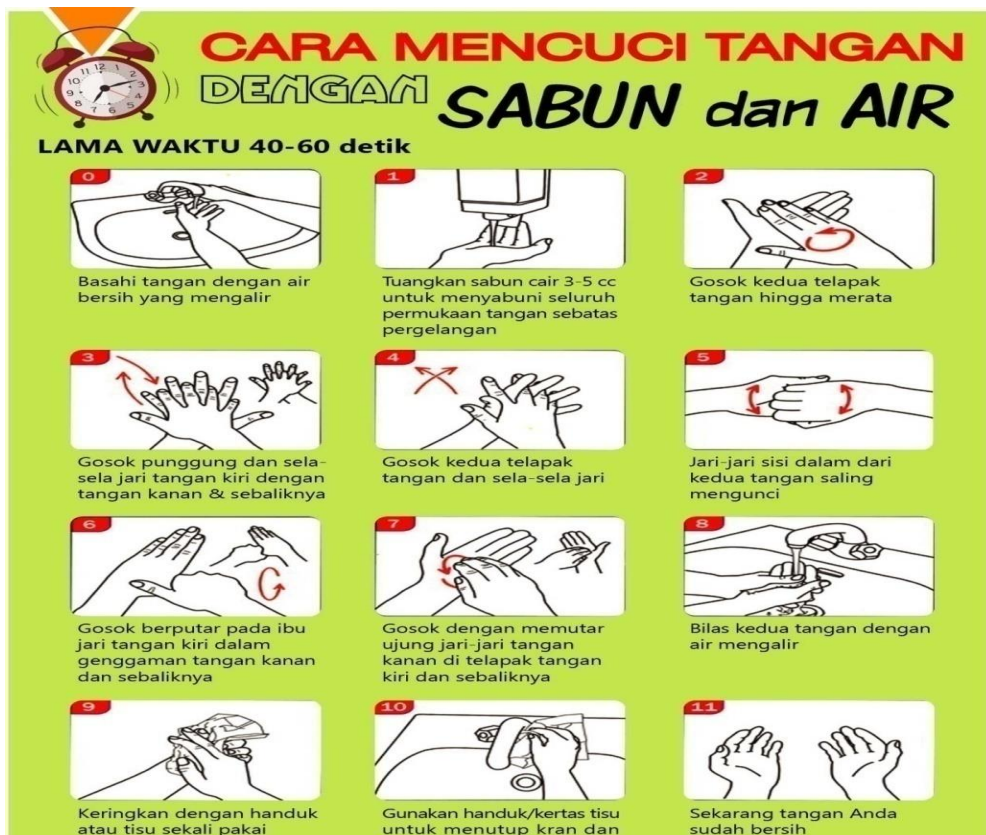 CARA MENCUCI TANGAN
DENGAN SABUN dan AIR
LAMA WAKTU 40-60 detik
0
Basahi tangan dengan air
bersih yang mengalir
1
Tuangkan sabun cair 3-5 cc
untuk menyabuni seluruh
permukaan tangan sebatas
pergelangan
2
Gosok kedua telapak
tangan hingga merata
3
Gosok punggung dan sela-
sela jari tangan kiri dengan
tangan kanan & sebaliknya
4
Gosok kedua telapak
tangan dan sela-sela jari
5
Jari-jari sisi dalam dari
kedua tangan saling
mengunci
6
Gosok berputar pada ibu
jari tangan kiri dalam
genggaman tangan kanan
dan sebaliknya
7
Gosok dengan memutar
ujung jari-jari tangan
kanan di telapak tangan
kiri dan sebaliknya
8
Bilas kedua tangan dengan
air mengalir
9
Keringkan dengan handuk
atau tisu sekali pakai
10
Gunakan handuk/kertas tisu
untuk menutup kran dan
11
Sekarang tangan Anda
sudah bersih